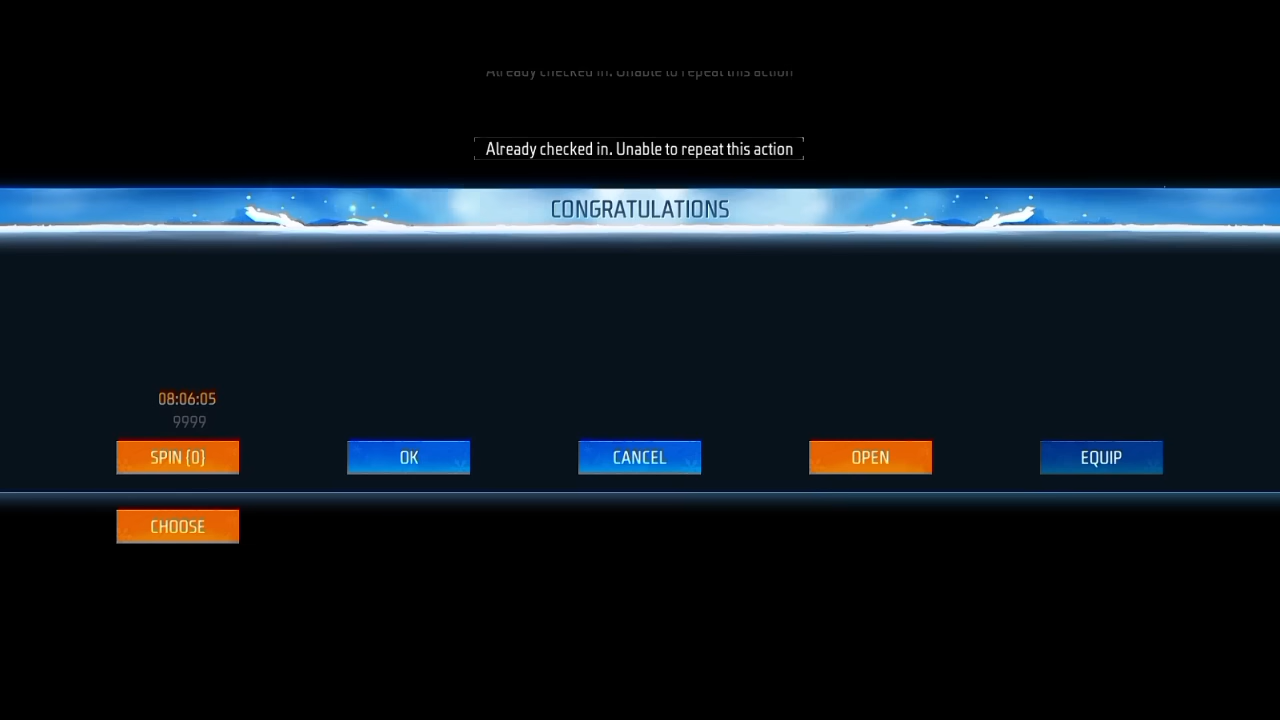 Already checked in. Unable to repeat this action
Already checked in. Unable to repeat this action
CONGRATULATIONS
08:06:05
9999
SPIN {0}
OK
CANCEL
OPEN
EQUIP
CHOOSE